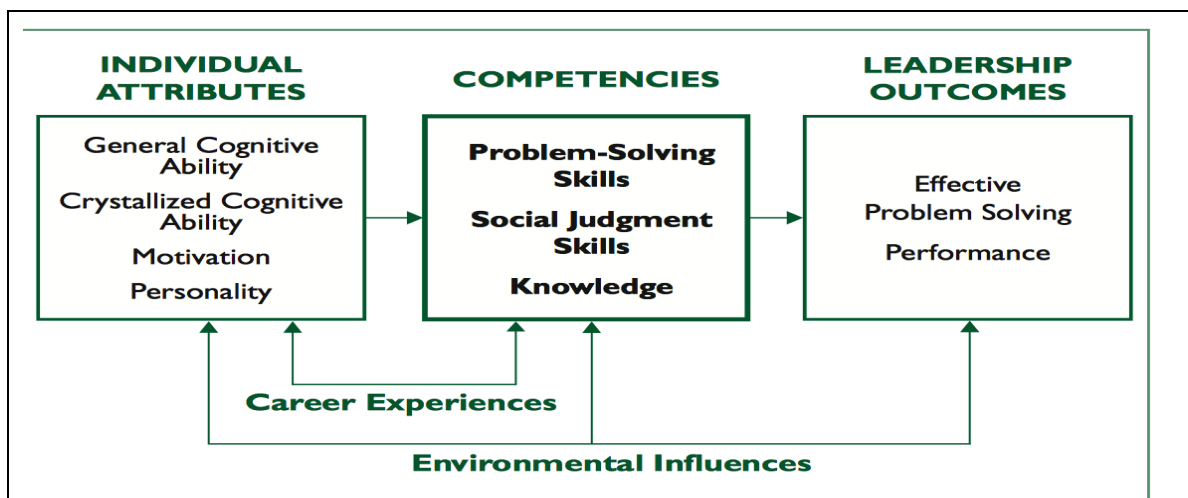 INDIVIDUAL
ATTRIBUTES
General Cognitive
Ability
Crystallized Cognitive
Ability
Motivation
Personality
COMPETENCIES
Problem-Solving
Skills
Social Judgment
Skills
Knowledge
LEADERSHIP
OUTCOMES
Effective
Problem Solving
Performance
Career Experiences
Environmental Influences